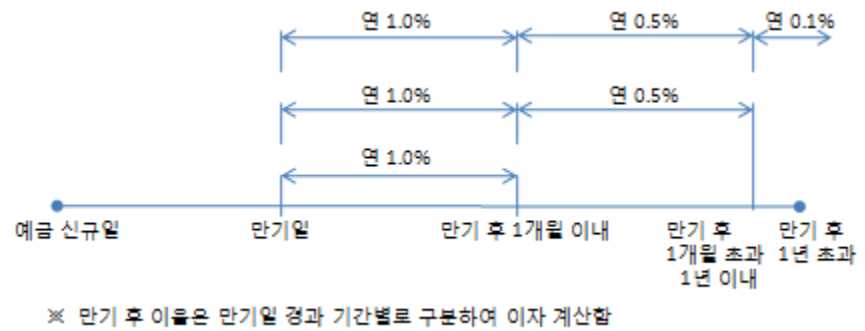 연 1.0%
연 0.5%
연 0.1%
연 1.0%
연 0.5%
연 1.0%
예금 신규일
만기일
만기 후 1개월 이내
만기 후
1개월 초과
1년 이내
만기 후
1년 초과
※ 만기 후 이율은 만기일 경과 기간별로 구분하여 이자 계산함